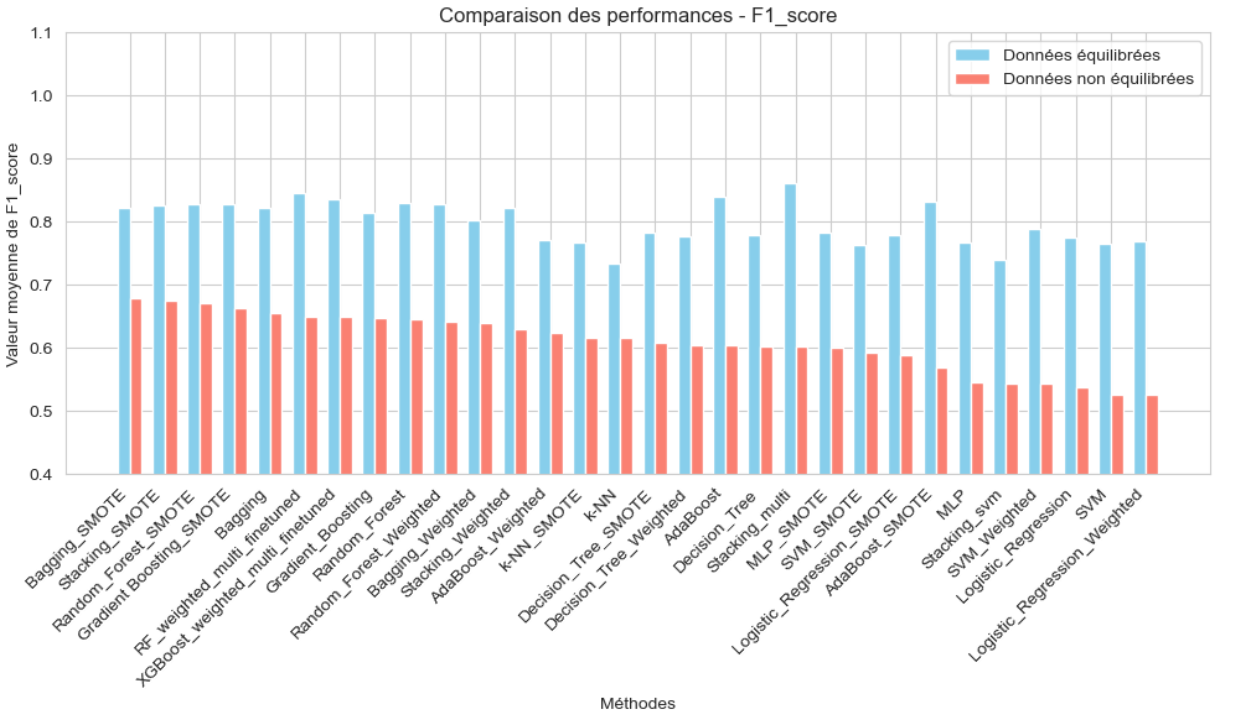 Comparaison des performances - F1_score
1.1
1.0
0.9
0.8
0.7
0.6
0.5
0.4
Valeur moyenne de F1_score
Données équilibrées
Données non équilibrées
Bagging_SMOTE
Stacking_SMOTE
Random_Forest_SMOTE
Gradient Boosting_SMOTE
Bagging
RF_weighted_multi_finetuned
XGBoost_weighted_multi_finetuned
Gradient_Boosting
Random_Forest
Random_Forest_Weighted
Bagging_Weighted
Stacking_Weighted
AdaBoost_Weighted
k-NN_SMOTE
k-NN
Decision_Tree_SMOTE
Decision_Tree_Weighted
AdaBoost
Decision_Tree
Stacking_multi
MLP_SMOTE
SVM_SMOTE
Logistic_Regression_SMOTE
AdaBoost_SMOTE
MLP
Stacking_svm
SVM_Weighted
Logistic_Regression
SVM
Logistic_Regression_Weighted
Méthodes